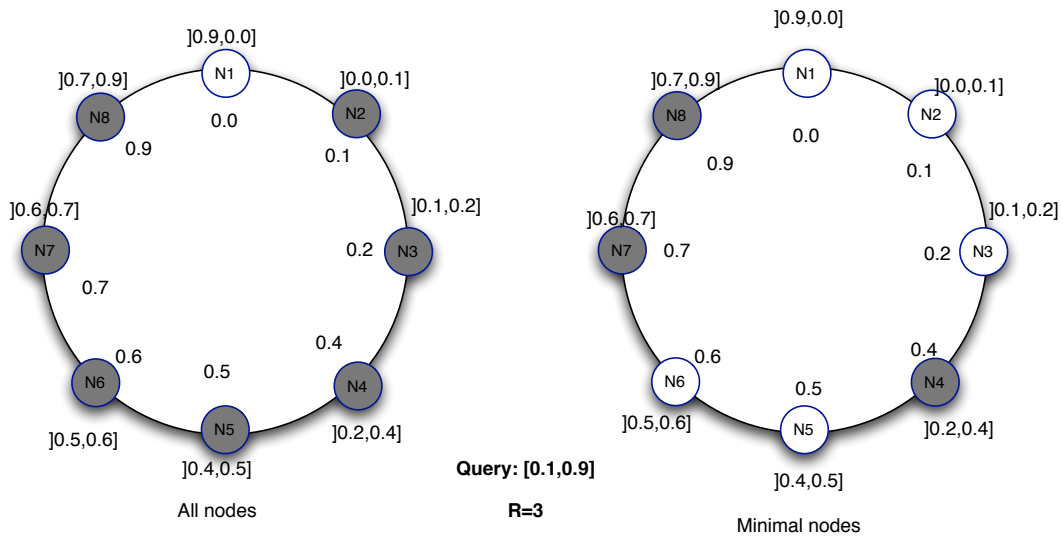 ]0.9,0.0]
N1
0.0
]0.0,0.1]
N2
0.1
]0.1,0.2]
N3
0.2
]0.2,0.4]
N4
0.4
]0.4,0.5]
N5
0.5
]0.5,0.6]
N6
0.6
]0.6,0.7]
N7
0.7
]0.7,0.9]
N8
0.9
All nodes
Query: [0.1,0.9]
R=3
]0.9,0.0]
N1
0.0
]0.0,0.1]
N2
0.1
]0.1,0.2]
N3
0.2
]0.2,0.4]
N4
0.4
]0.4,0.5]
N5
0.5
]0.5,0.6]
N6
0.6
]0.6,0.7]
N7
0.7
]0.7,0.9]
N8
0.9
Minimal nodes